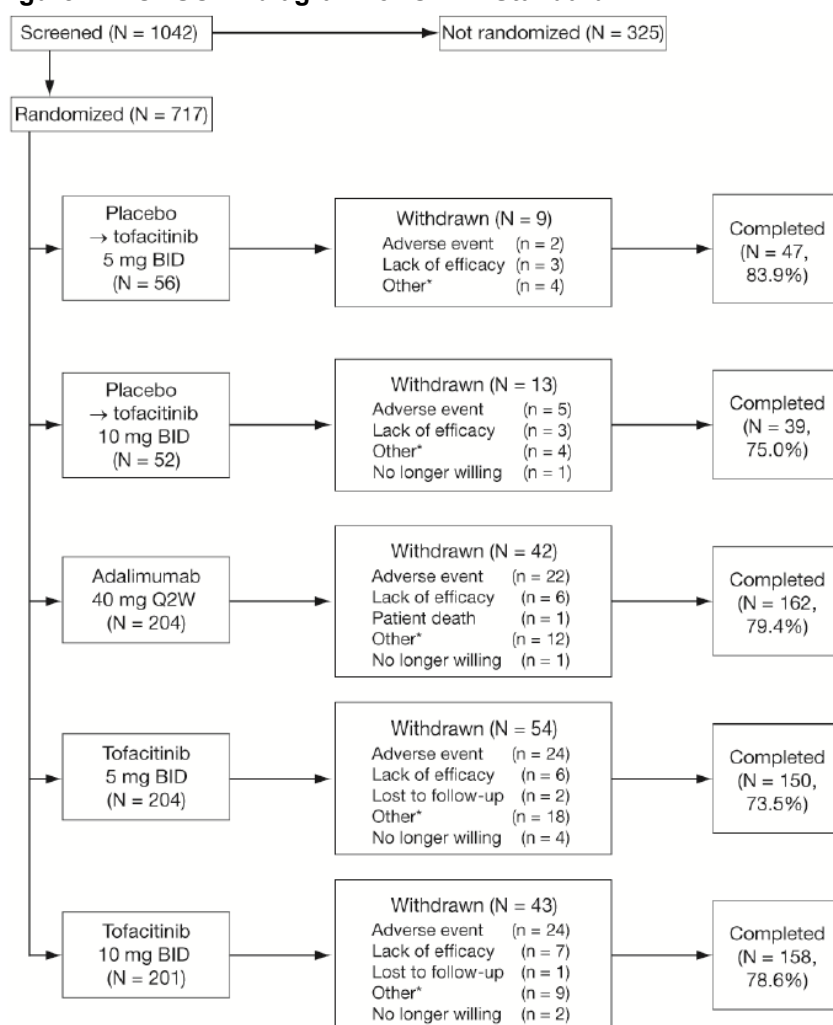 Screened (N = 1042)
Not randomized (N = 325)
Randomized (N = 717)
Placebo
→ tofacitinib
5 mg BID
(N = 56)
Withdrawn (N = 9)
Adverse event (n = 2)
Lack of efficacy (n = 3)
Other* (n = 4)
Completed
(N = 47,
83.9%)
Placebo
→ tofacitinib
10 mg BID
(N = 52)
Withdrawn (N = 13)
Adverse event (n = 5)
Lack of efficacy (n = 3)
Other* (n = 4)
No longer willing (n = 1)
Completed
(N = 39,
75.0%)
Adalimumab
40 mg Q2W
(N = 204)
Withdrawn (N = 42)
Adverse event (n = 22)
Lack of efficacy (n = 6)
Patient death (n = 1)
Other* (n = 12)
No longer willing (n = 1)
Completed
(N = 162,
79.4%)
Tofacitinib
5 mg BID
(N = 204)
Withdrawn (N = 54)
Adverse event (n = 24)
Lack of efficacy (n = 6)
Lost to follow-up (n = 2)
Other* (n = 18)
No longer willing (n = 4)
Completed
(N = 150,
73.5%)
Tofacitinib
10 mg BID
(N = 201)
Withdrawn (N = 43)
Adverse event (n = 24)
Lack of efficacy (n = 7)
Lost to follow-up (n = 1)
Other* (n = 9)
No longer willing (n = 2)
Completed
(N = 158,
78.6%)